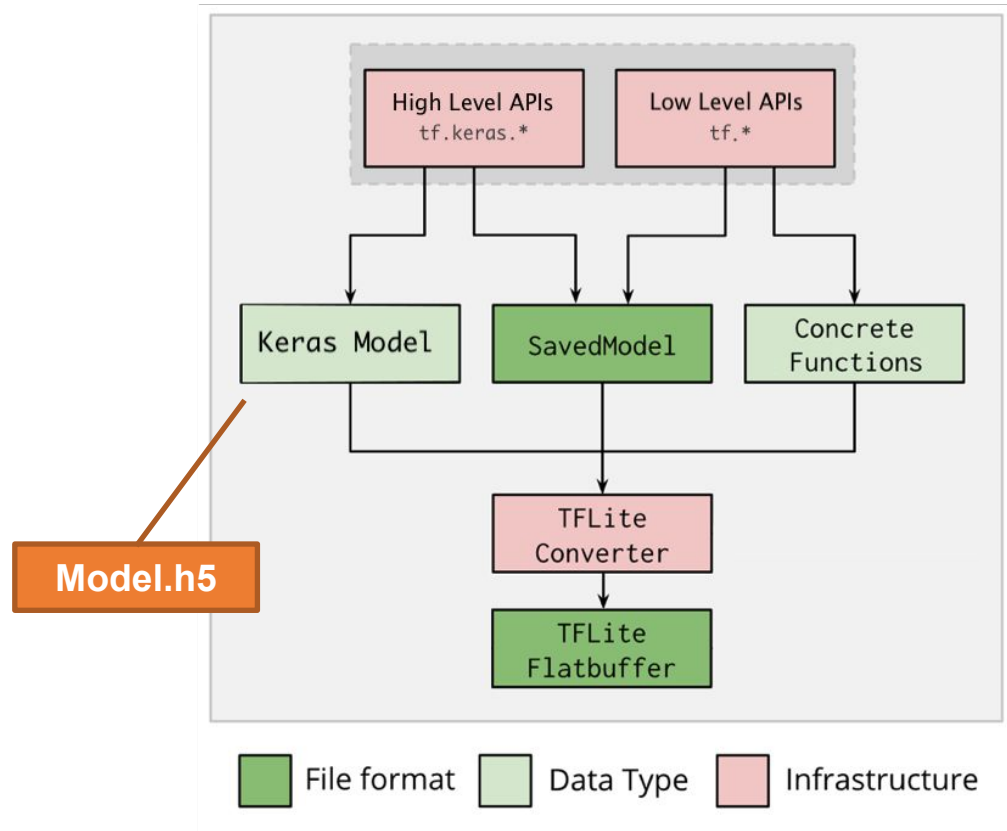 High Level APIs
tf.keras.*
Low Level APIs
tf.*
Keras Model
SavedModel
Concrete
Functions
Model.h5
TFLite
Converter
TFLite
Flatbuffer
File format
Data Type
Infrastructure